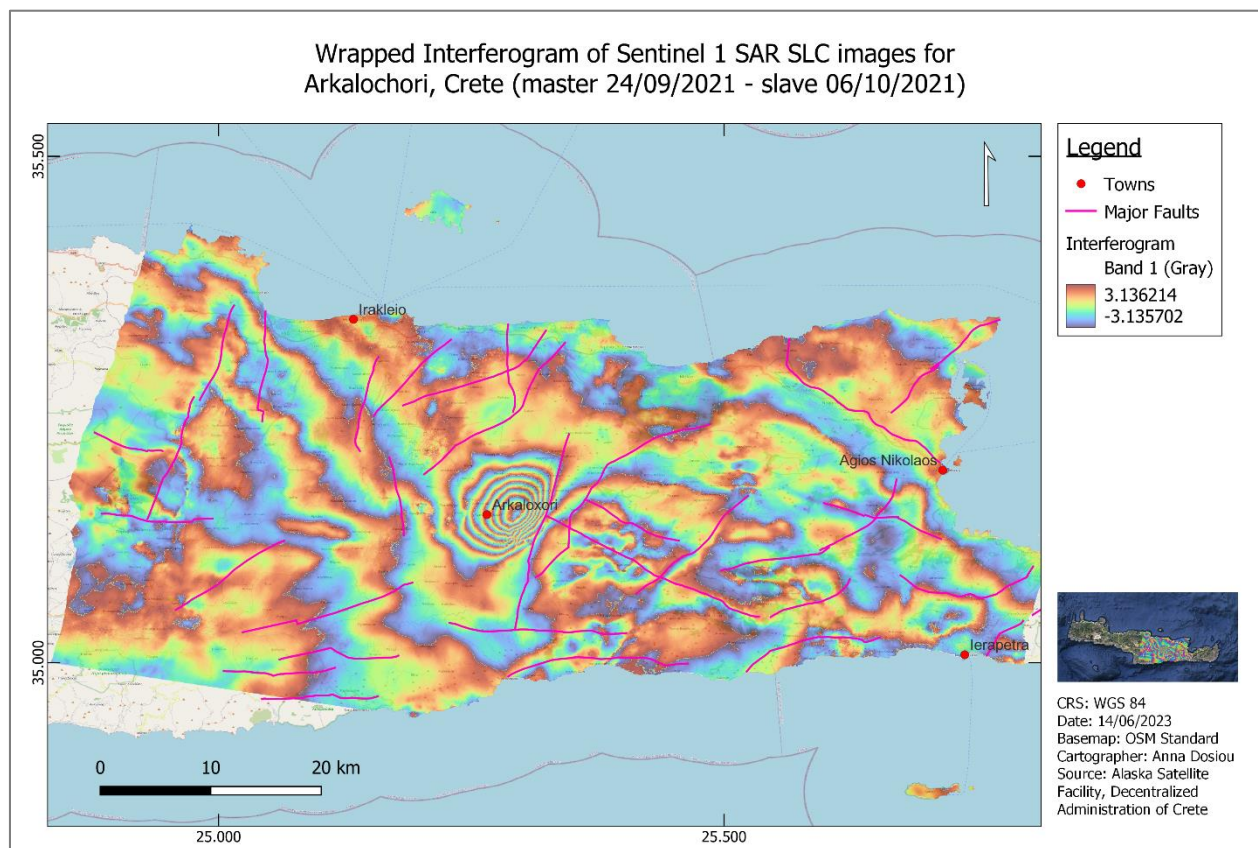 Wrapped Interferogram of Sentinel 1 SAR SLC images for
Arkalochori, Crete (master 24/09/2021 - slave 06/10/2021)
35.500
35.000
25.000
25.500
Irakleio
Agios Nikolaos
Arkaloxori
Ierapetra
0
10
20 km
Legend
Towns
Major Faults
Interferogram
Band 1 (Gray)
3.136214
-3.135702
CRS: WGS 84
Date: 14/06/2023
Basemap: OSM Standard
Cartographer: Anna Dosiou
Source: Alaska Satellite
Facility, Decentralized
Administration of Crete